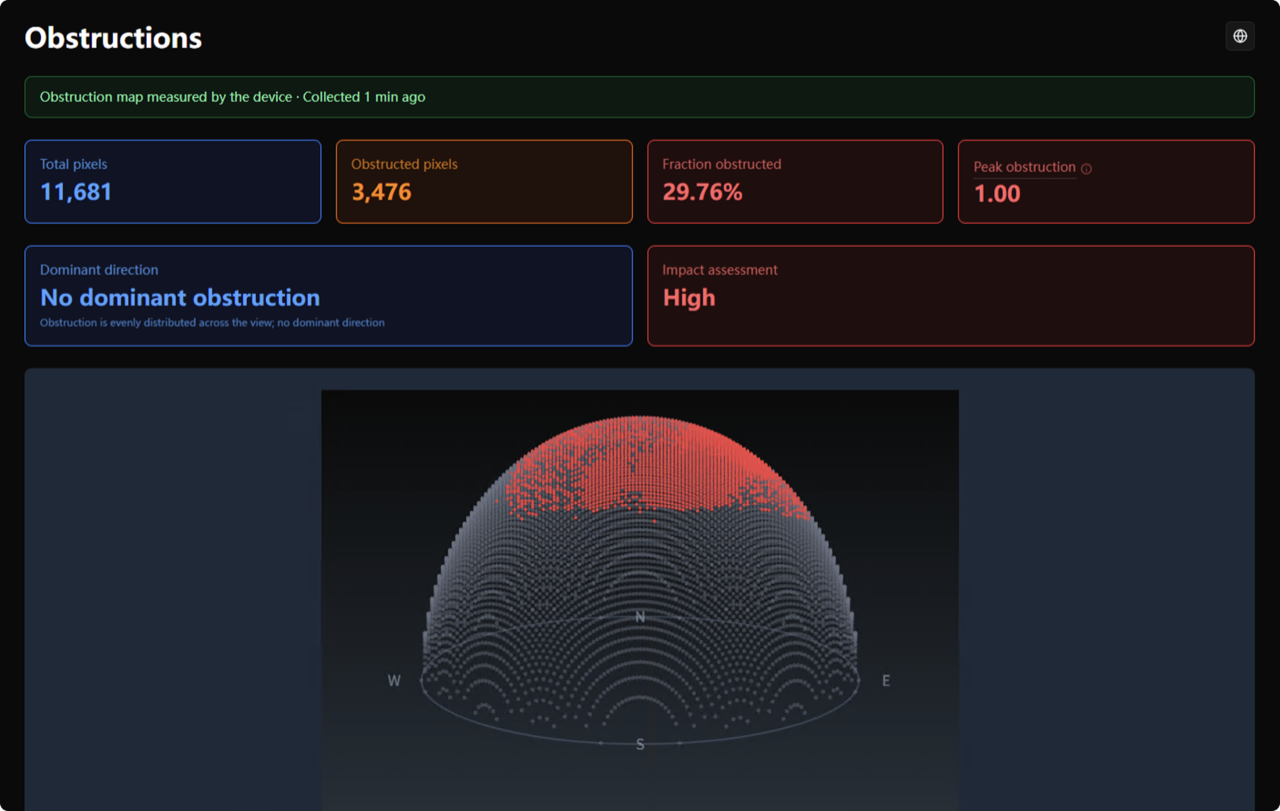 Obstructions
Obstruction map measured by the device · Collected 1 min ago
Total pixels
11,681
Obstructed pixels
3,476
Fraction obstructed
29.76%
Peak obstruction
1.00
Dominant direction
No dominant obstruction
Obstruction is evenly distributed across the view; no dominant direction
Impact assessment
High
N
W
E
S